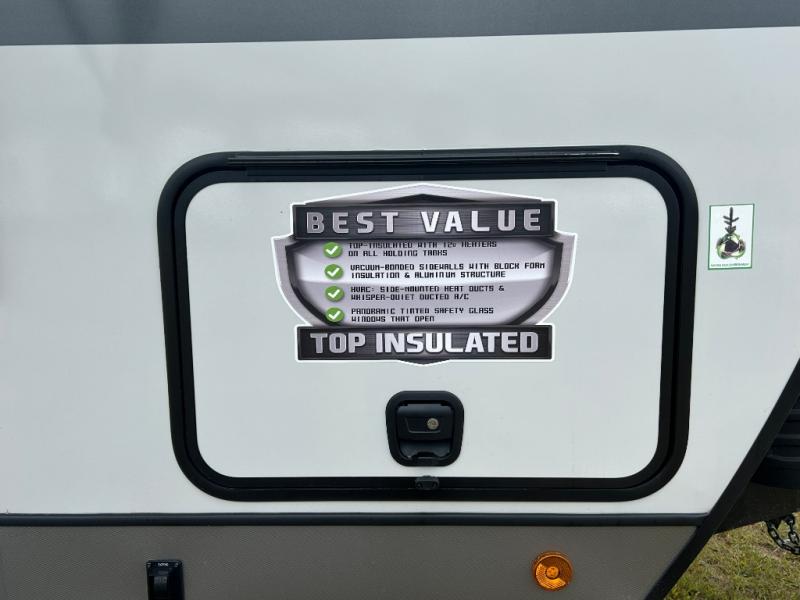 BEST VALUE
TOP-INSULATED WITH 12V HEATERS
ON ALL HOLDING TANKS
VACUUM-BONDED SIDEWALLS WITH BLOCK FOAM
INSULATION & ALUMINUM STRUCTURE
HVAC: SIDE-MOUNTED HEAT DUCTS &
WHISPER-QUIET DUCTED A/C
PANORAMIC TINTED SAFETY GLASS
WINDOWS THAT OPEN
TOP INSULATED